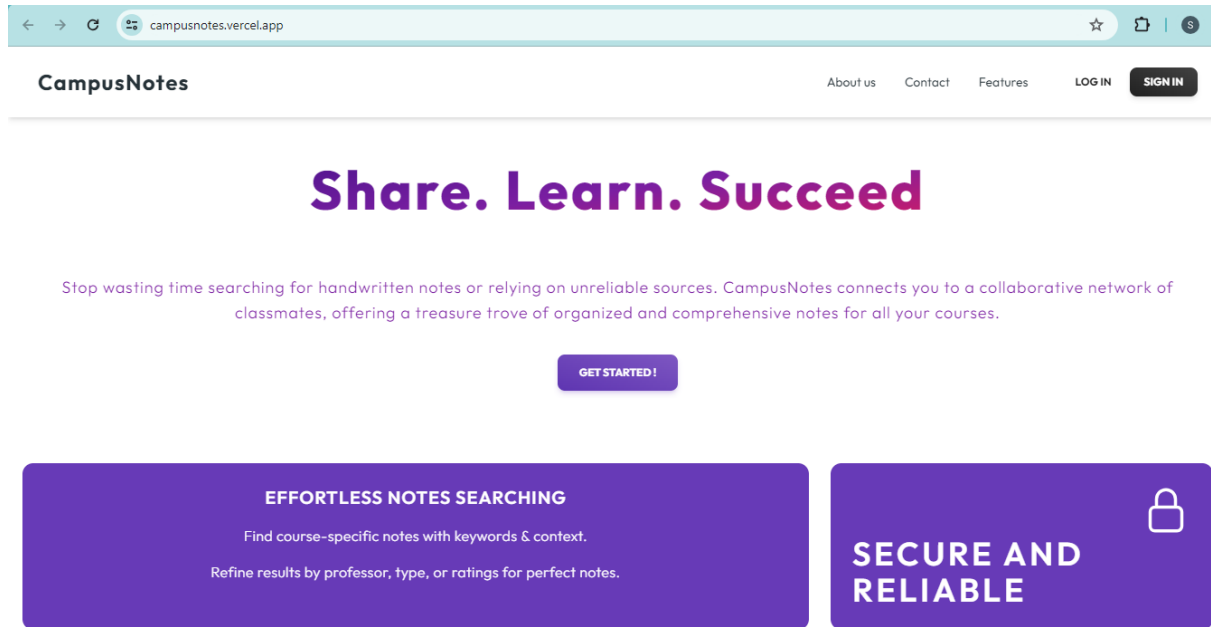 campusnotes.vercel.app
S
CampusNotes
About us Contact Features LOG IN SIGN IN
Share. Learn. Succeed
Stop wasting time searching for handwritten notes or relying on unreliable sources. CampusNotes connects you to a collaborative network of
classmates, offering a treasure trove of organized and comprehensive notes for all your courses.
GET STARTED !
EFFORTLESS NOTES SEARCHING
Find course-specific notes with keywords & context.
Refine results by professor, type, or ratings for perfect notes.
SECURE AND
RELIABLE